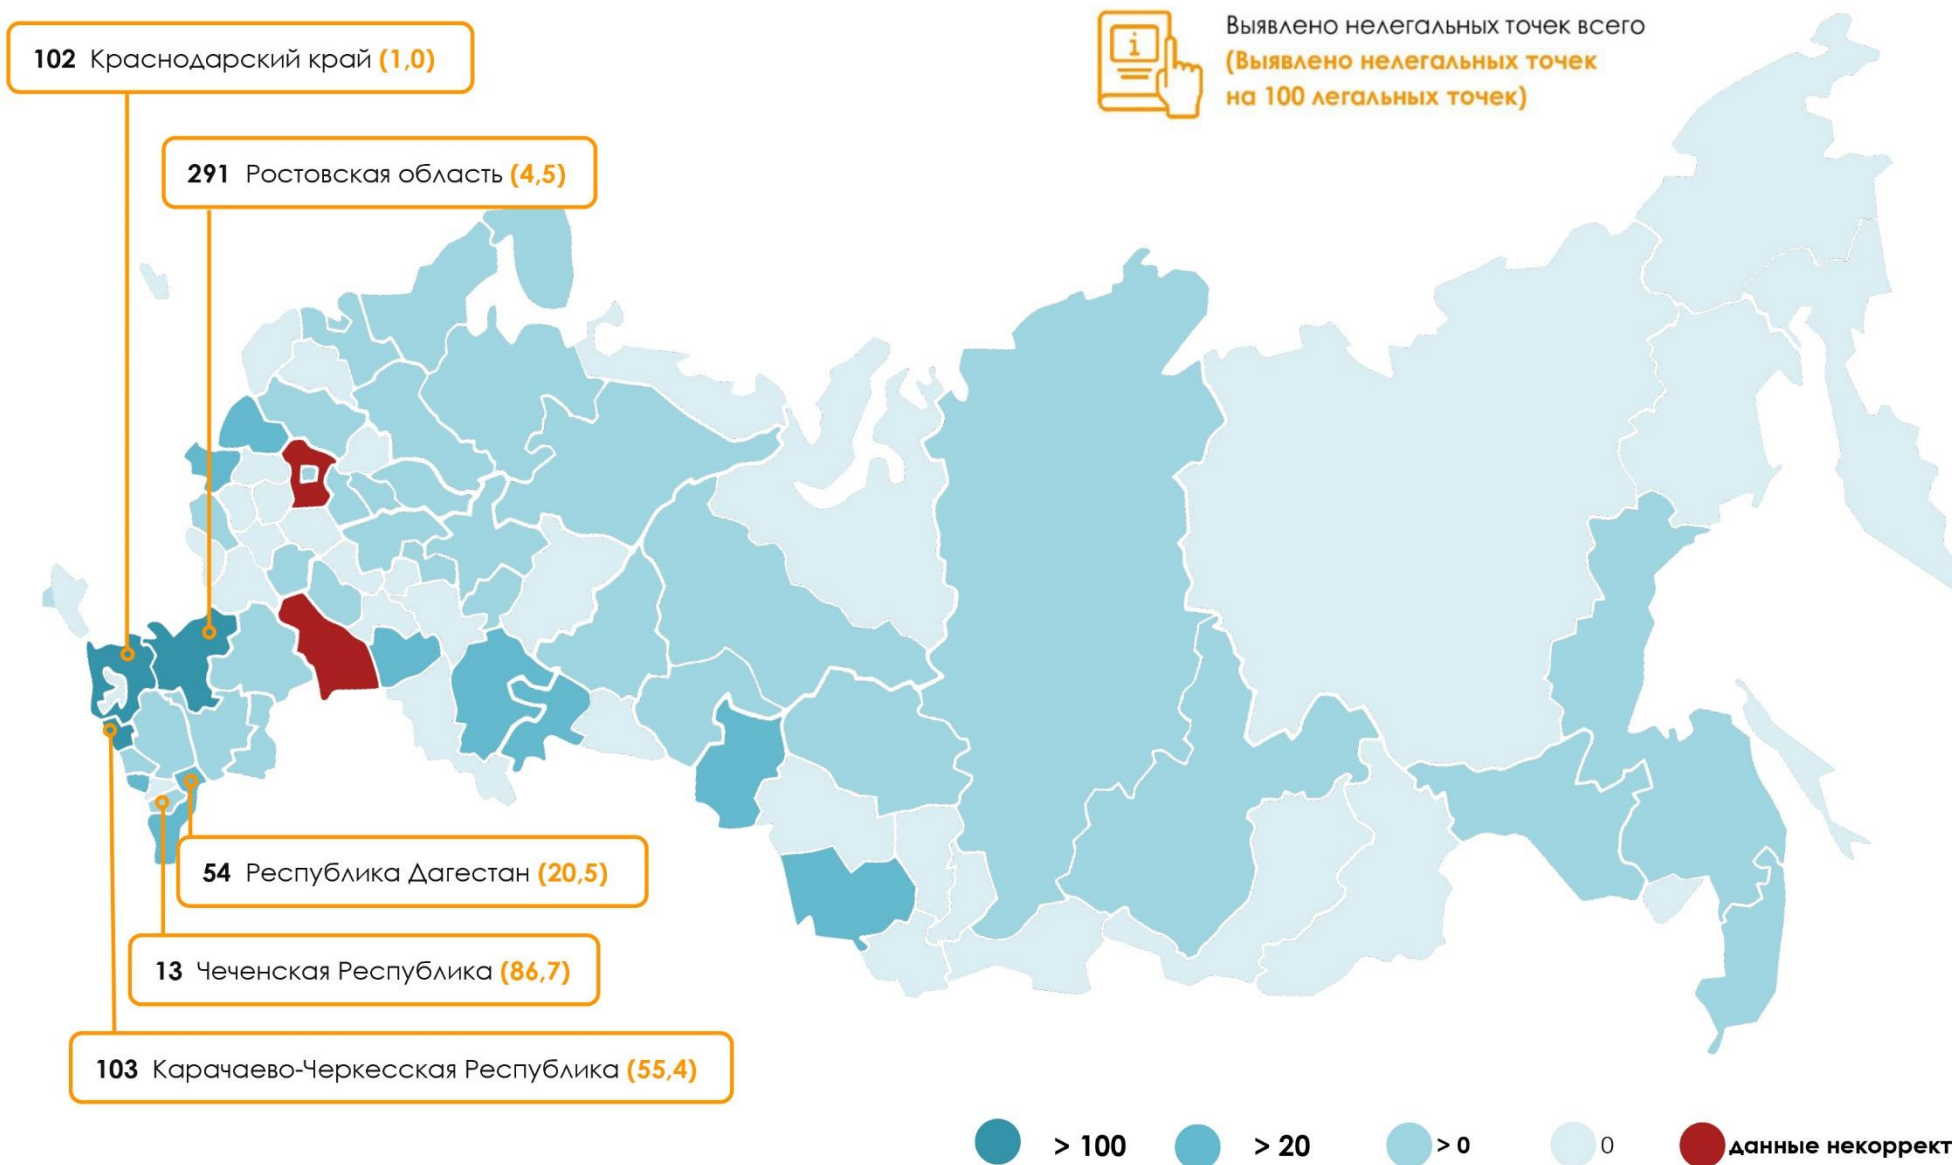 Выявлено нелегальных точек всего
(Выявлено нелегальных точек
на 100 легальных точек)
102 Краснодарский край (1,0)
291 Ростовская область (4,5)
54 Республика Дагестан (20,5)
13 Чеченская Республика (86,7)
103 Карачаево-Черкесская Республика (55,4)
> 100 > 20 > 0 0 данные некоррект